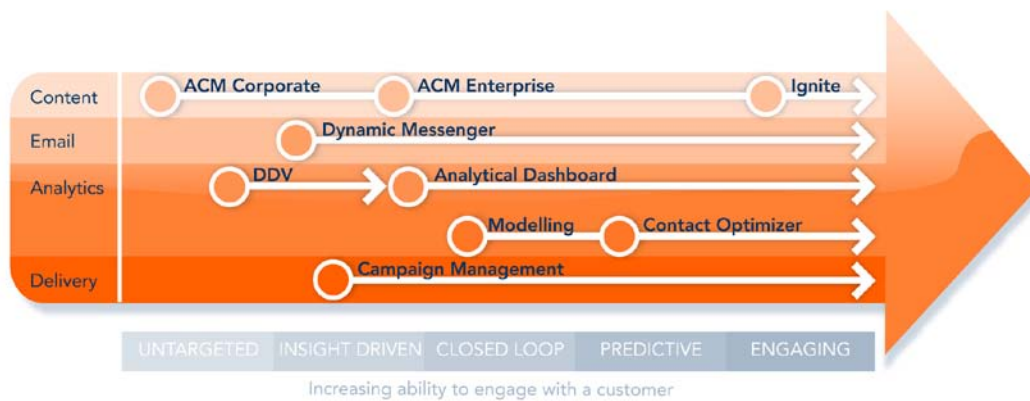 Content
ACM Corporate
ACM Enterprise
Ignite
Email
Dynamic Messenger
Analytics
DDV
Analytical Dashboard
Modelling
Contact Optimizer
Delivery
Campaign Management
UNTARGETED
INSIGHT DRIVEN
CLOSED LOOP
PREDICTIVE
ENGAGING
Increasing ability to engage with a customer